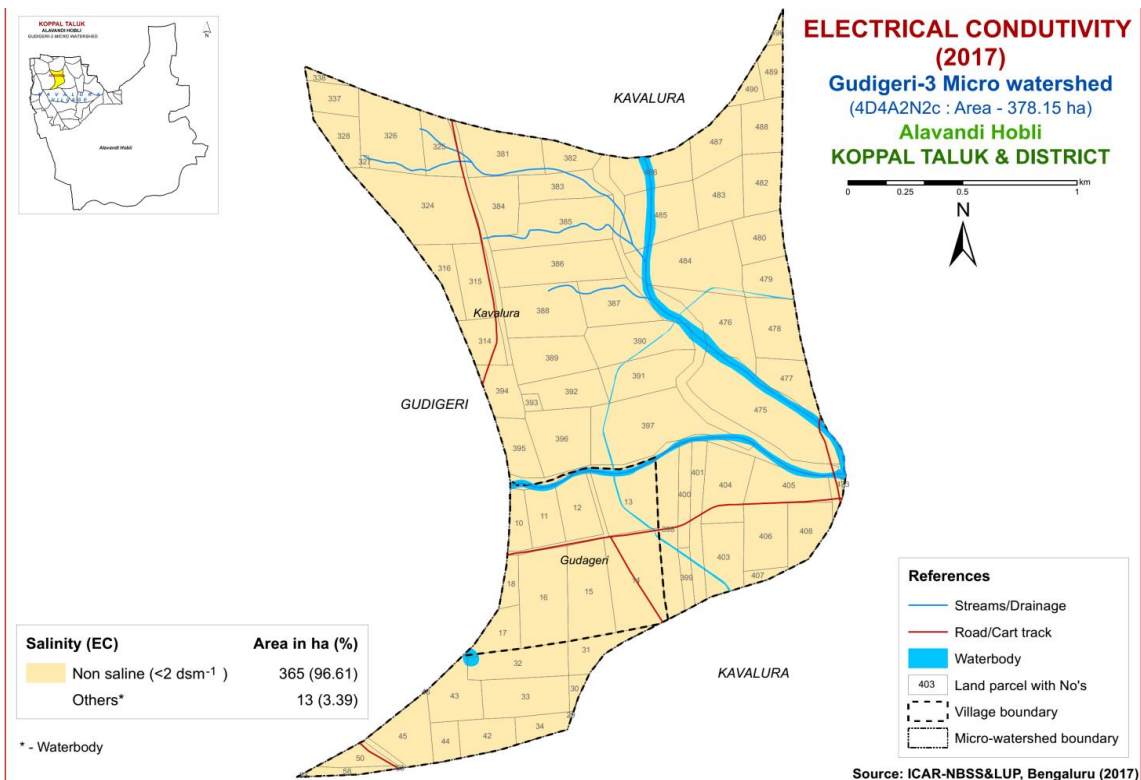 KOPPAL TALUK
ALAVANDI HOBLI
GUDIGERI-2 MICRO WATERSHED
N
KAVALURA
VILLAGE
Alavandi Hobli
ELECTRICAL CONDUTIVITY
(2017)
Gudigeri-3 Micro watershed
(4D4A2N2c : Area - 378.15 ha)
Alavandi Hobli
KOPPAL TALUK & DISTRICT
0 0.25 0.5 1 km
N
KAVALURA
489
490
338
337
488
326
328
325
487
381
382
327
486
383
483
482
324
384
485
385
480
316
386
484
479
315
387
Kavalura
388
476
478
314
390
389
391
477
394
392
GUDIGERI
393
475
397
395
396
401
404
405
400
13
12
11
10
408
406
Gudageri
403
18
14
399
407
16
15
17
31
32
KAVALURA
30
43
33
34
45
44
42
50
58
Salinity (EC) Area in ha (%)
Non saline (<2 dsm-1 ) 365 (96.61)
Others* 13 (3.39)
* - Waterbody
References
Streams/Drainage
Road/Cart track
Waterbody
403 Land parcel with No's
Village boundary
Micro-watershed boundary
Source: ICAR-NBSS&LUP, Bengaluru (2017)